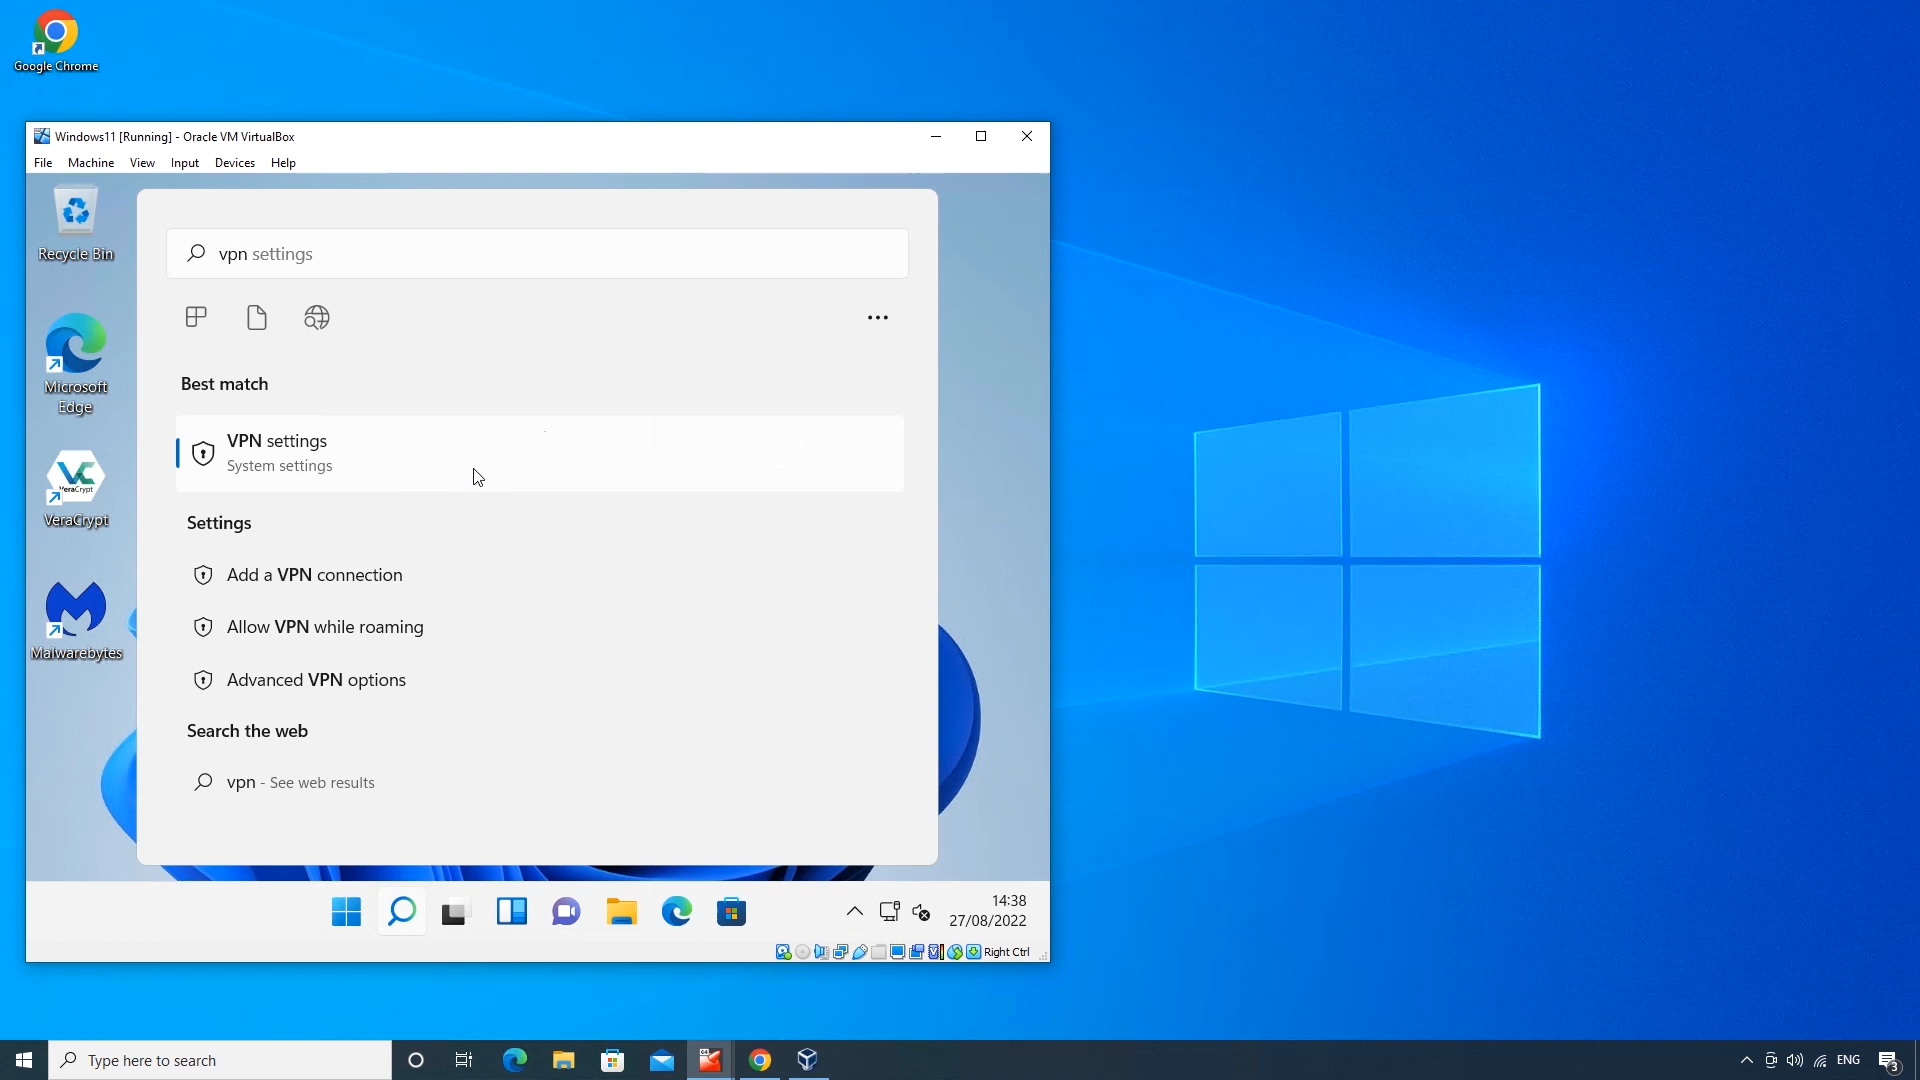 Google Chrome
Windows11 [Running] - Oracle VM VirtualBox
File Machine View Input Devices Help
Recycle Bin
vpn settings
Best match
VPN settings
System settings
Microsoft
Edge
VeraCrypt
VeraCrypt
Malwarebytes
Settings
Add a VPN connection
Allow VPN while roaming
Advanced VPN options
Search the web
vpn - See web results
14:38
27/08/2022
Right Ctrl
Type here to search
ENG
3